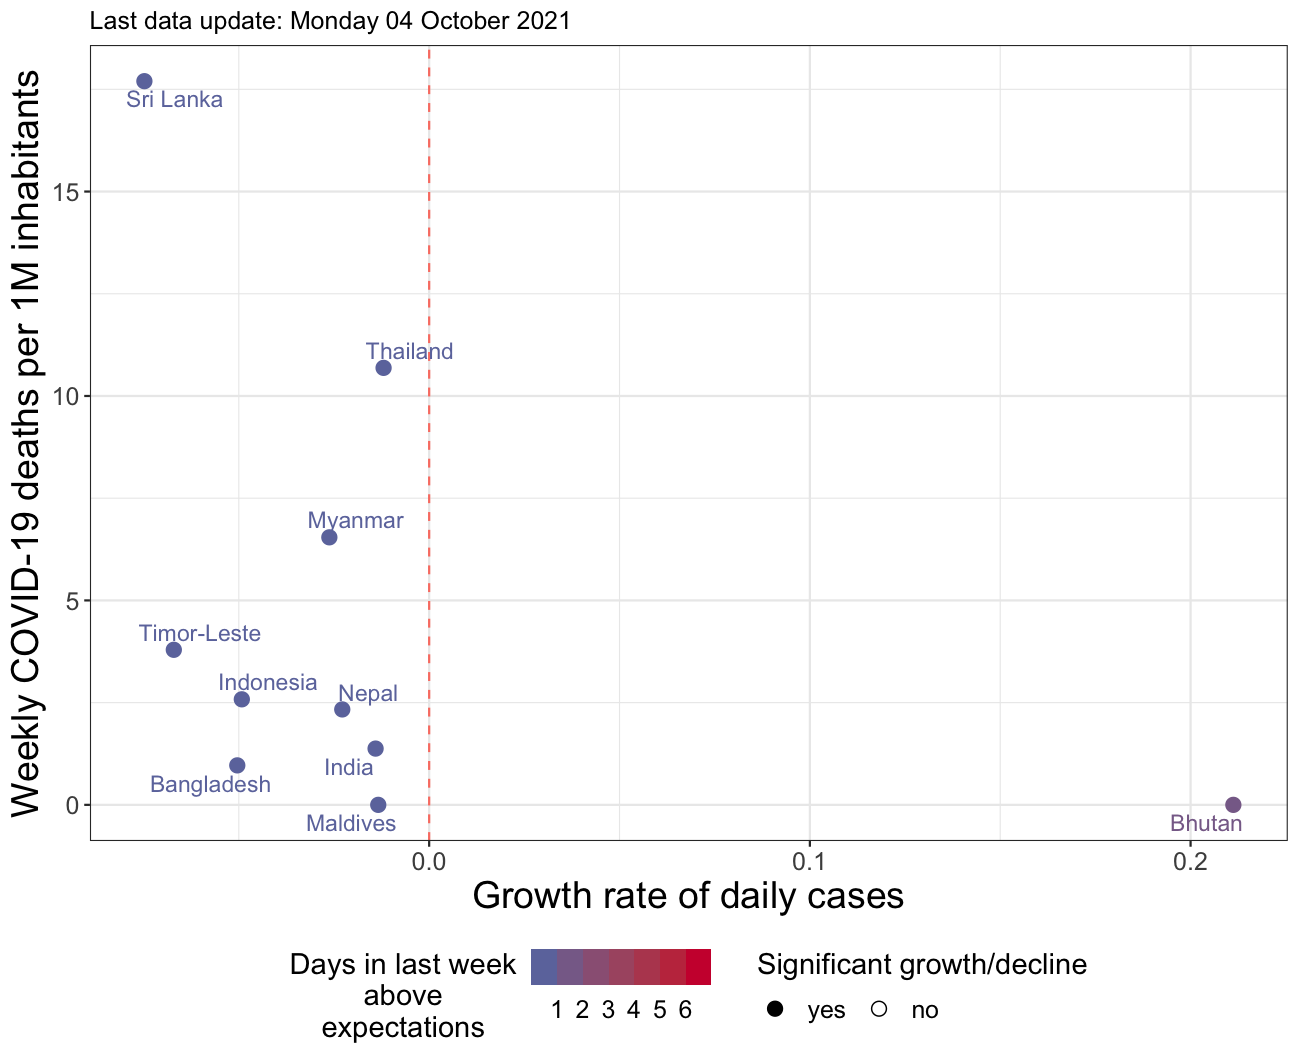 Last data update: Monday 04 October 2021
Weekly COVID-19 deaths per 1M inhabitants
Sri Lanka
15
Thailand
10
Myanmar
5
Timor-Leste
Indonesia
Nepal
India
Bangladesh
0
Maldives
Bhutan
0.0 0.1 0.2
Growth rate of daily cases
Days in last week
above
expectations
1 2 3 4 5 6
Significant growth/decline
yes no